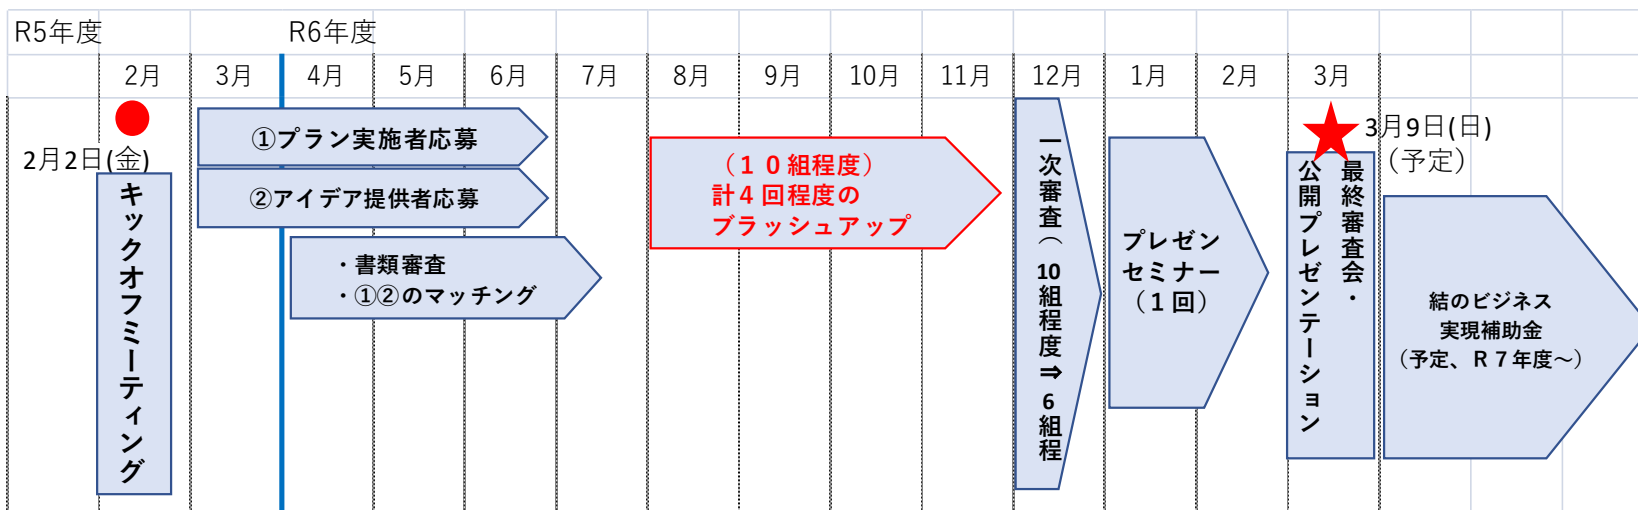 R5年度
R6年度
2月
3月
4月
5月
6月
7月
8月
9月
10月
11月
12月
1月
2月
3月
2月2日(金)
キックオフミーティング
①プラン実施者応募
②アイデア提供者応募
・書類審査
・①②のマッチング
（１０組程度）
計４回程度の
ブラッシュアップ
一次審査（10組程度⇒6組程
プレゼン
セミナー
（１回）
最終審査会・
公開プレゼンテーション
3月9日(日)
（予定）
結のビジネス
実現補助金
（予定、Ｒ７年度～）